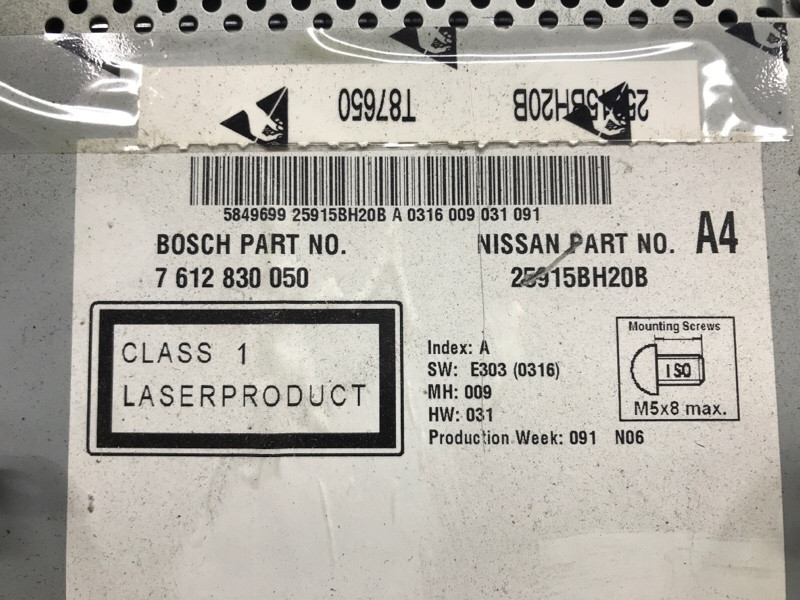 T87650 25915BH20B
5849699 25915BH20B A 0316 009 031 091
BOSCH PART NO.
7 612 830 050
NISSAN PART NO.
25915BH20B
A4
CLASS 1
LASERPRODUCT
Index: A
SW: E303 (0316)
MH: 009
HW: 031
Production Week: 091 N06
Mounting Screws
ISO
M5x8 max.